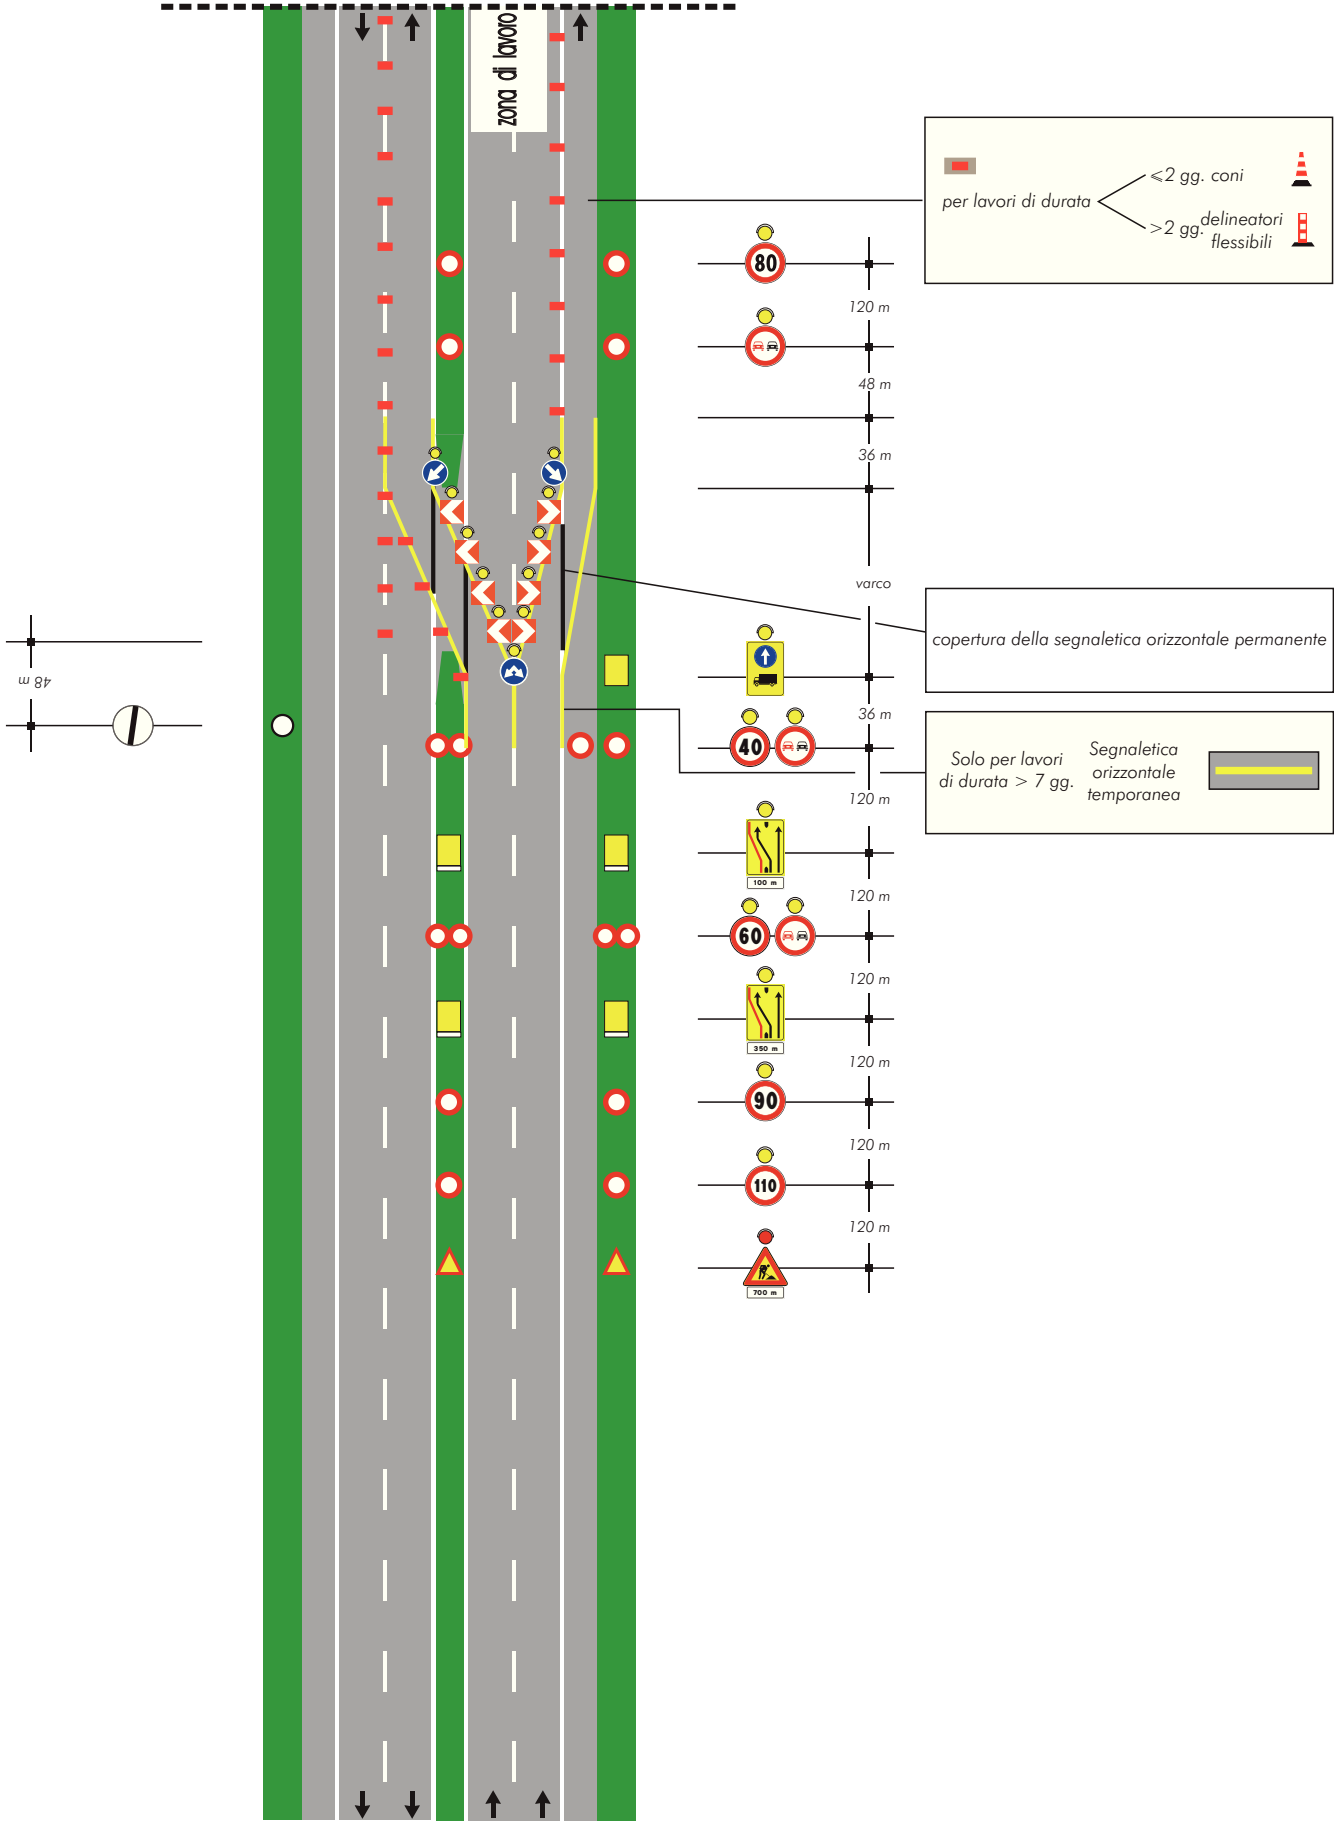 zona di lavoro
per lavori di durata
⩽2 gg. coni
>2 gg. delineatori
flessibili
80
120 m
48 m
36 m
varco
copertura della segnaletica orizzontale permanente
48 m
36 m
40
Solo per lavori
di durata > 7 gg.
Segnaletica
orizzontale
temporanea
120 m
100 m
120 m
60
120 m
350 m
120 m
90
120 m
110
120 m
700 m